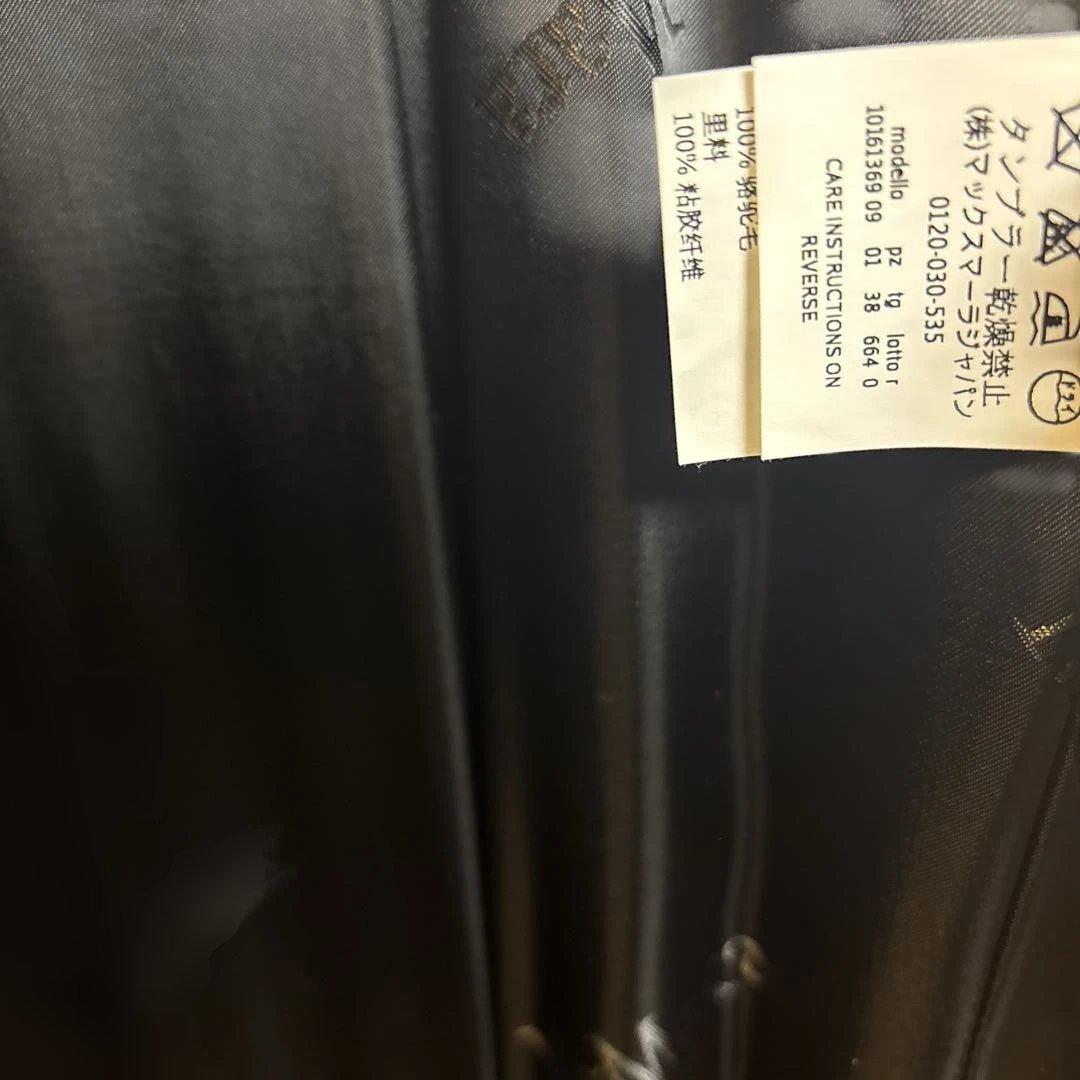 100% 骆驼毛
里料
100% 粘胶纤维
タンブラー乾燥禁止
(株)マックスマーラジャパン
0120-030-535
modello pz tg lotto r
10161369 09 01 38 664 0
CARE INSTRUCTIONS ON
REVERSE